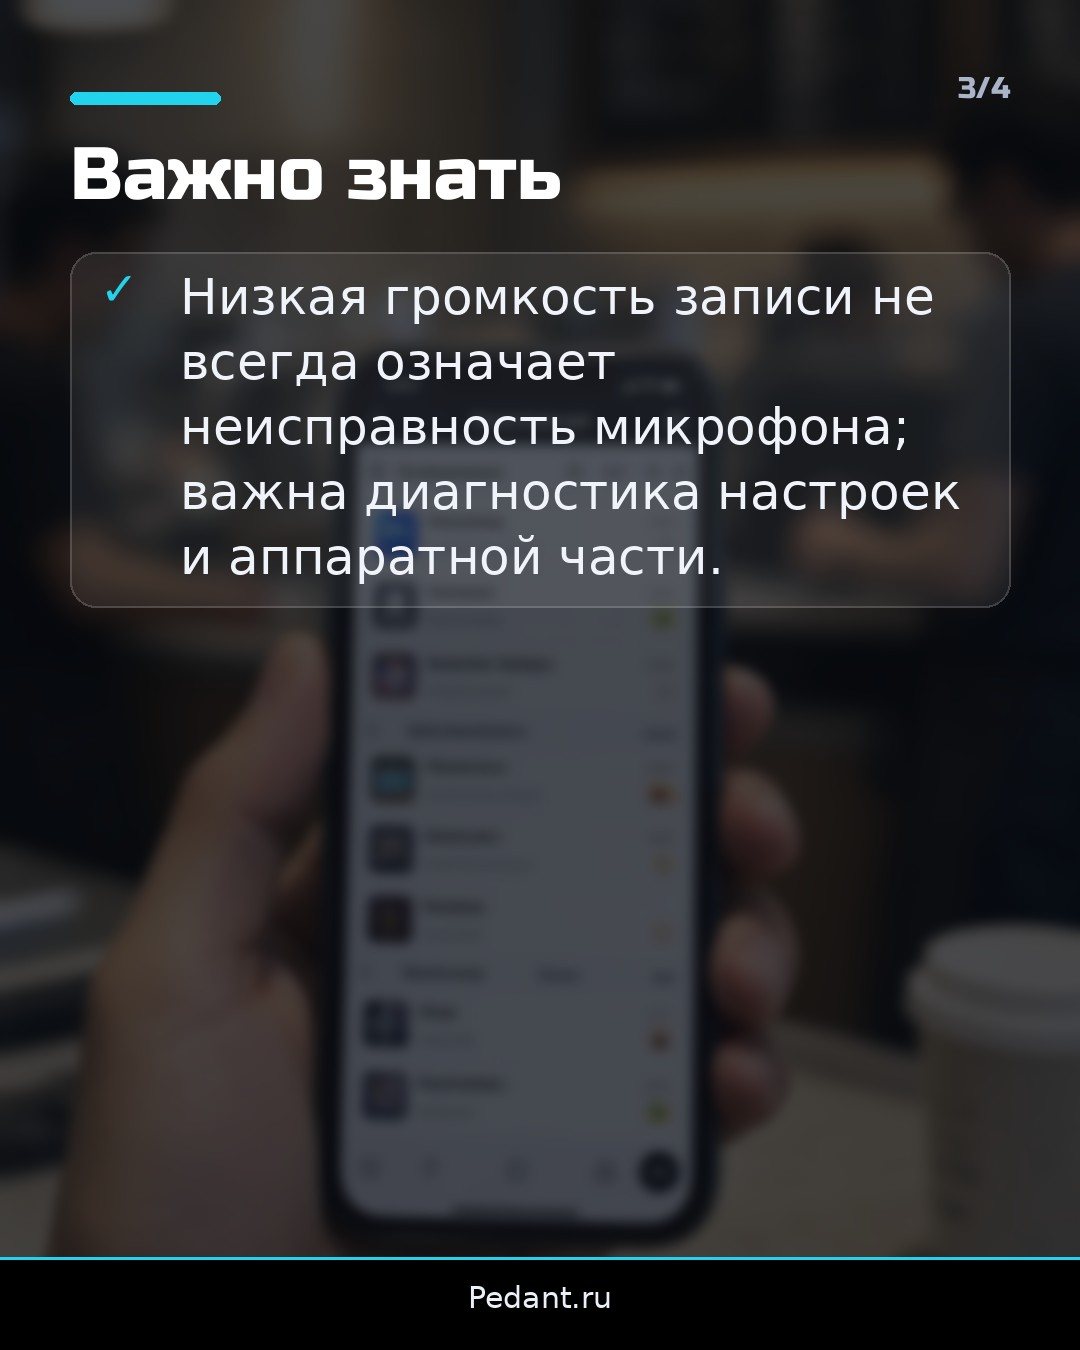 3/4
Важно знать
✓ Низкая громкость записи не
всегда означает
неисправность микрофона;
важна диагностика настроек
и аппаратной части.
Pedant.ru